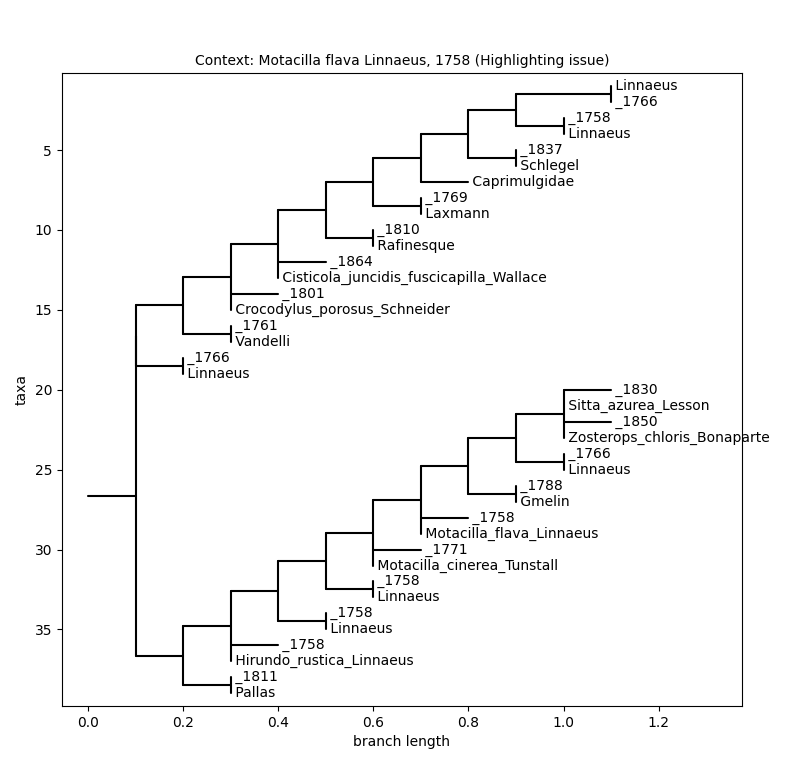 Context: Motacilla flava Linnaeus, 1758 (Highlighting issue)
Linnaeus
_1766
_1758
Linnaeus
_1837
Schlegel
Caprimulgidae
_1769
Laxmann
_1810
Rafinesque
_1864
Cisticola_juncidis_fuscicapilla_Wallace
_1801
Crocodylus_porosus_Schneider
_1761
Vandelli
_1766
Linnaeus
_1830
Sitta_azurea_Lesson
_1850
Zosterops_chloris_Bonaparte
_1766
Linnaeus
_1788
Gmelin
_1758
Motacilla_flava_Linnaeus
_1771
Motacilla_cinerea_Tunstall
_1758
Linnaeus
_1758
Linnaeus
_1758
Hirundo_rustica_Linnaeus
_1811
Pallas
5
10
15
20
25
30
35
taxa
0.0 0.2 0.4 0.6 0.8 1.0 1.2
branch length